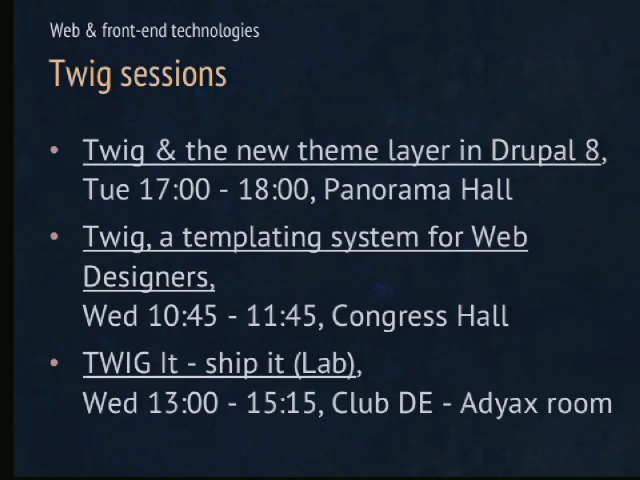 Web & front-end technologies
Twig sessions
• Twig & the new theme layer in Drupal 8,
Tue 17:00 - 18:00, Panorama Hall
• Twig, a templating system for Web
Designers,
Wed 10:45 - 11:45, Congress Hall
• TWIG It - ship it (Lab),
Wed 13:00 - 15:15, Club DE - Adyax room